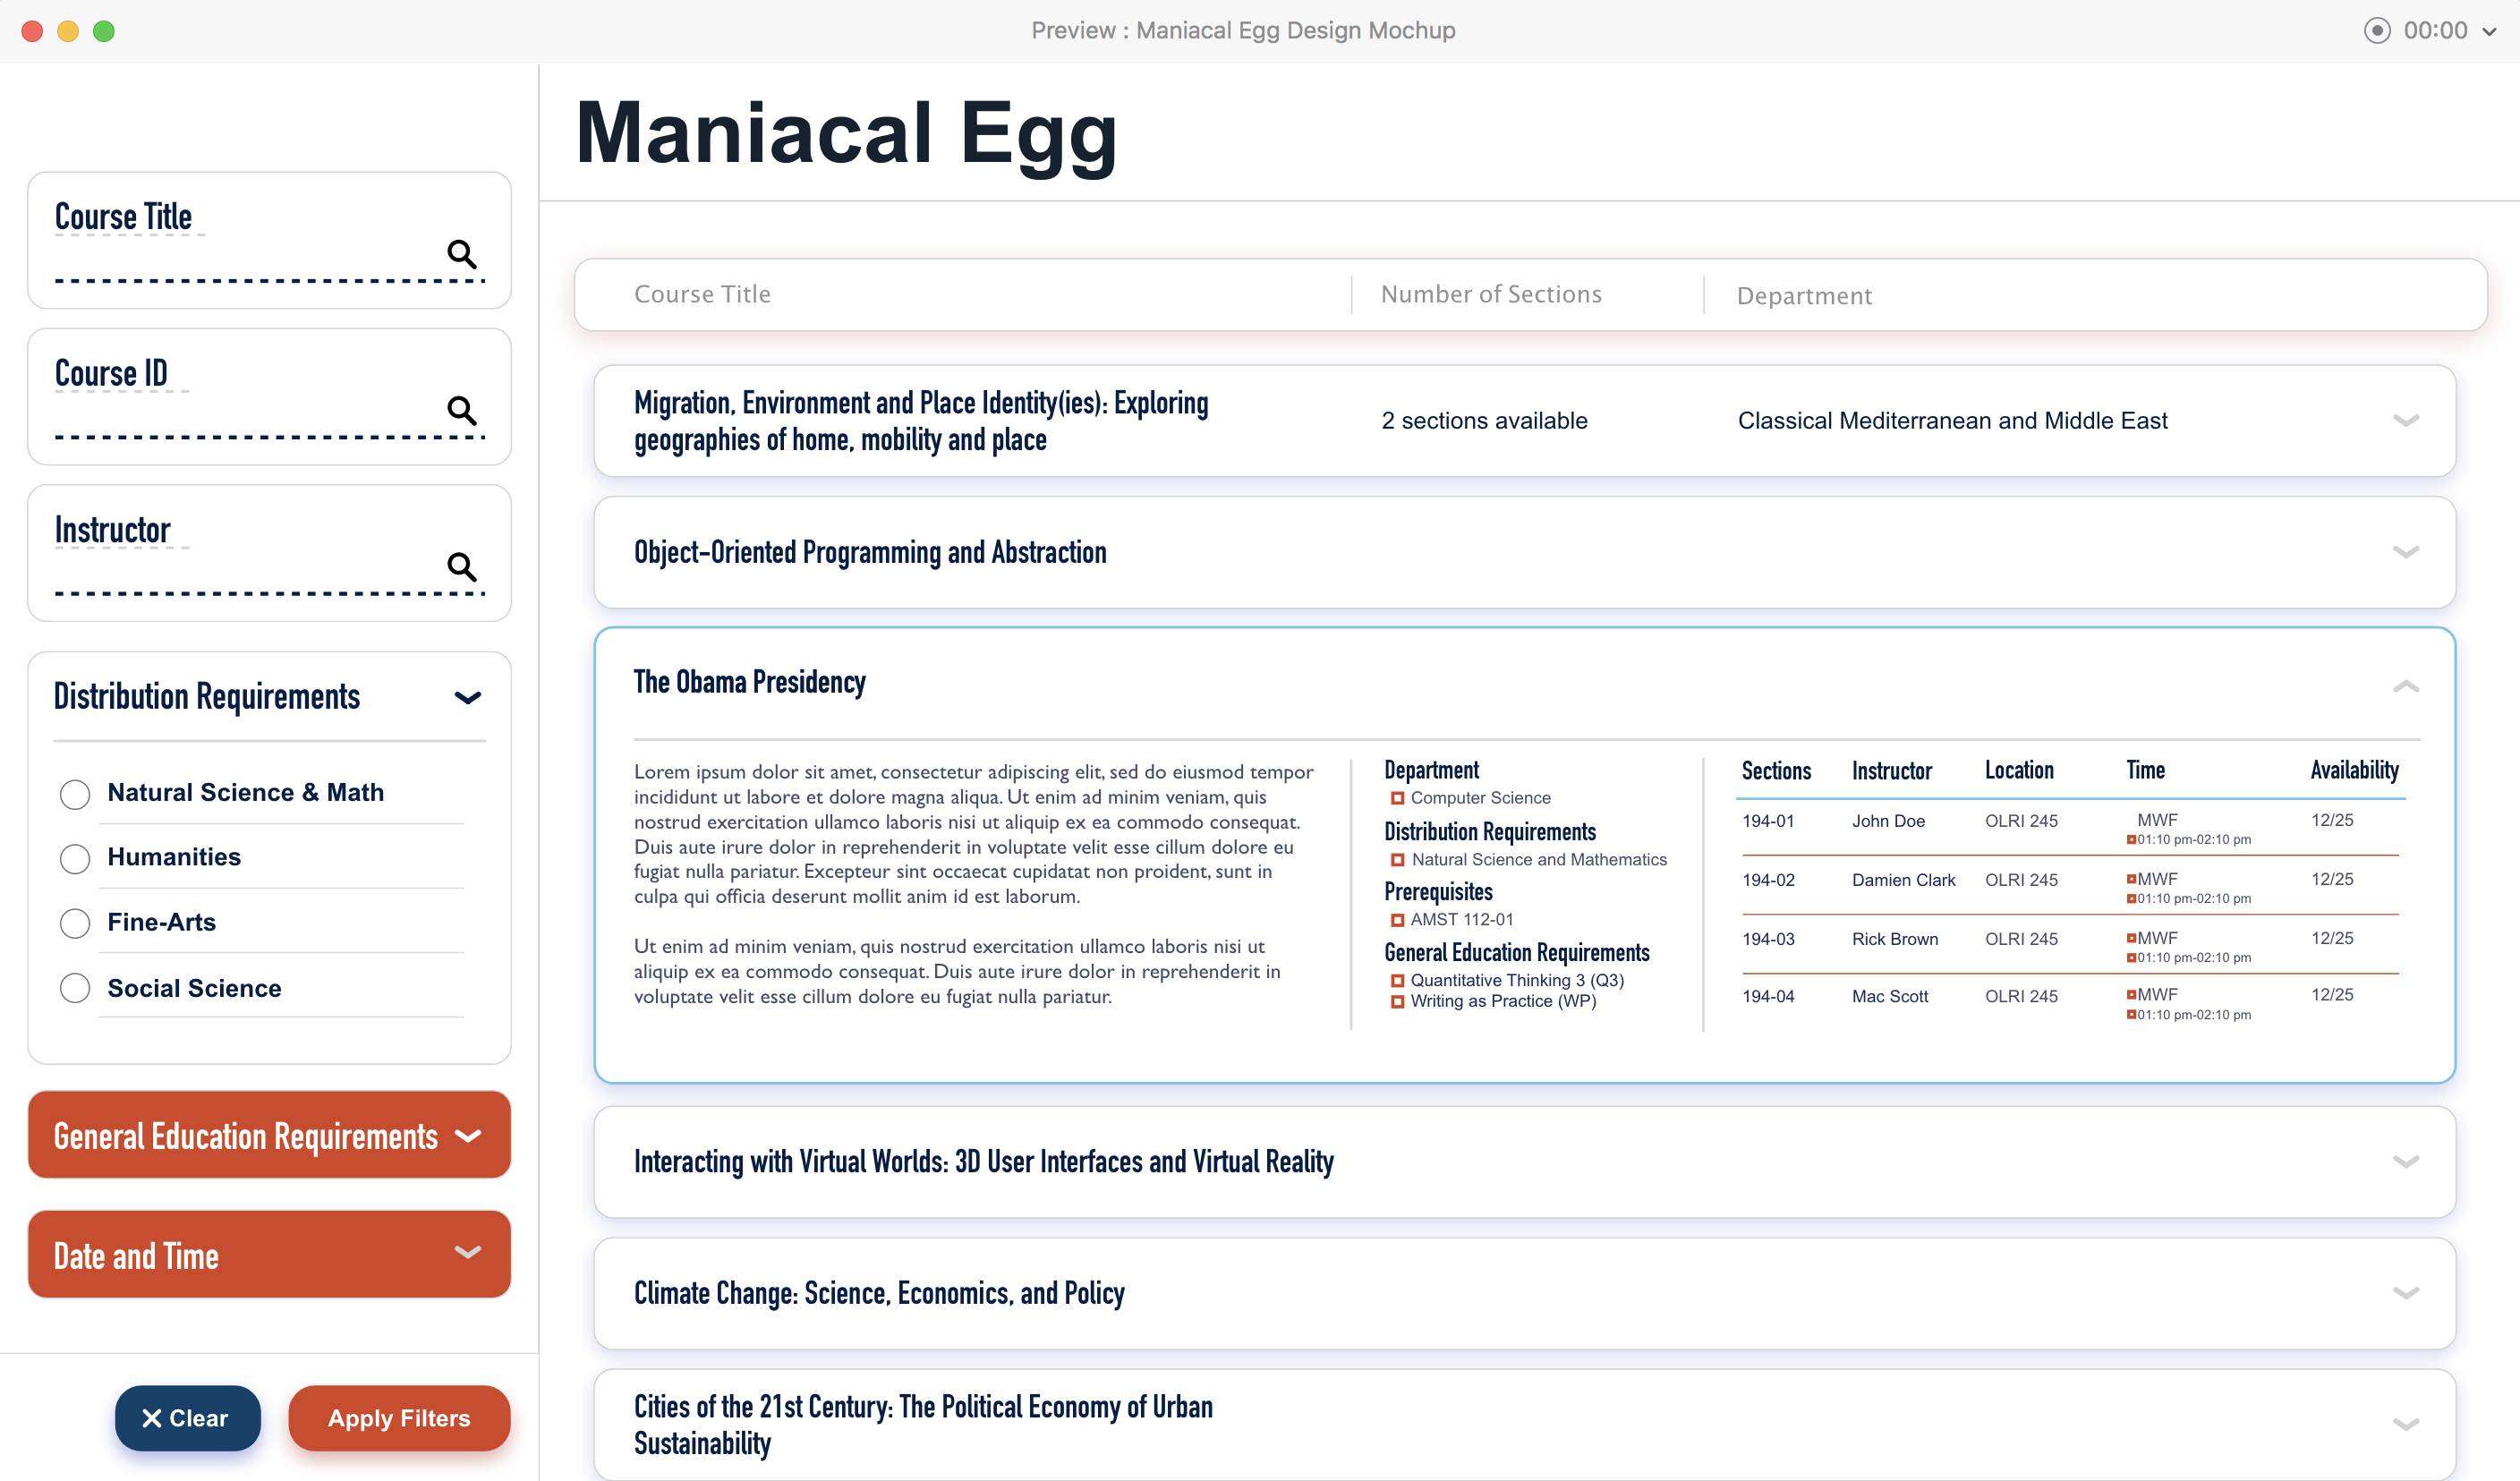 Preview : Maniacal Egg Design Mockup
00:00
Maniacal Egg
Course Title
Course ID
Instructor
Distribution Requirements
Natural Science & Math
Humanities
Fine-Arts
Social Science
General Education Requirements
Date and Time
Clear
Apply Filters
Course Title
Number of Sections
Department
Migration, Environment and Place Identity(ies): Exploring
geographies of home, mobility and place
2 sections available
Classical Mediterranean and Middle East
Object-Oriented Programming and Abstraction
The Obama Presidency
Lorem ipsum dolor sit amet, consectetur adipiscing elit, sed do eiusmod tempor
incididunt ut labore et dolore magna aliqua. Ut enim ad minim veniam, quis
nostrud exercitation ullamco laboris nisi ut aliquip ex ea commodo consequat.
Duis aute irure dolor in reprehenderit in voluptate velit esse cillum dolore eu
fugiat nulla pariatur. Excepteur sint occaecat cupidatat non proident, sunt in
culpa qui officia deserunt mollit anim id est laborum.
Ut enim ad minim veniam, quis nostrud exercitation ullamco laboris nisi ut
aliquip ex ea commodo consequat. Duis aute irure dolor in reprehenderit in
voluptate velit esse cillum dolore eu fugiat nulla pariatur.
Department
Computer Science
Distribution Requirements
Natural Science and Mathematics
Prerequisites
AMST 112-01
General Education Requirements
Quantitative Thinking 3 (Q3)
Writing as Practice (WP)
Sections Instructor Location Time Availability
194-01 John Doe OLRI 245 MWF 12/25
01:10 pm-02:10 pm
194-02 Damien Clark OLRI 245 MWF 12/25
01:10 pm-02:10 pm
194-03 Rick Brown OLRI 245 MWF 12/25
01:10 pm-02:10 pm
194-04 Mac Scott OLRI 245 MWF 12/25
01:10 pm-02:10 pm
Interacting with Virtual Worlds: 3D User Interfaces and Virtual Reality
Climate Change: Science, Economics, and Policy
Cities of the 21st Century: The Political Economy of Urban
Sustainability